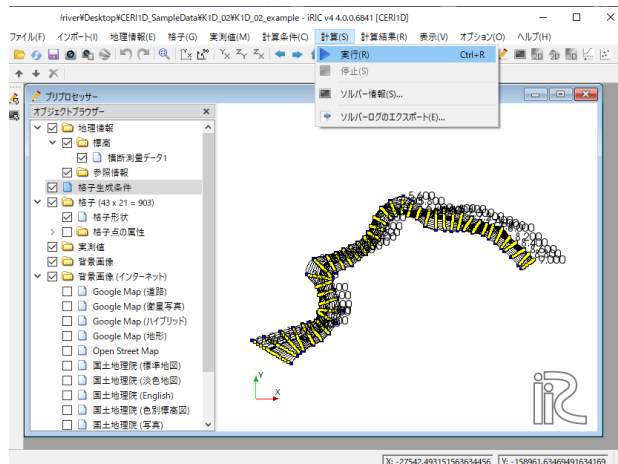 /river¥Desktop¥CERI1D_SampleData¥K1D_02¥K1D_02_example - iRIC v4 4.0.0.6841 [CERI1D]
ファイル(F) インポート(I) 地理情報(E) 格子(G) 実測値(M) 計算条件(C) 計算(S) 計算結果(R) 表示(V) オプション(O) ヘルプ(H)
実行(R) Ctrl+R
停止(S)
ソルバー情報(S)...
ソルバーログのエクスポート(E)...
プリプロセッサー
オブジェクトブラウザー
地理情報
標高
横断測量データ1
参照情報
格子生成条件
格子 (43 x 21 = 903)
格子形状
格子点の属性
実測値
背景画像
背景画像 (インターネット)
Google Map (道路)
Google Map (衛星写真)
Google Map (ハイブリッド)
Google Map (地形)
Open Street Map
国土地理院 (標準地図)
国土地理院 (淡色地図)
国土地理院 (English)
国土地理院 (色別標高図)
国土地理院 (写真)
Y
X
iRIC
X: -27542.493151563634456 Y: -158961.63469491634169